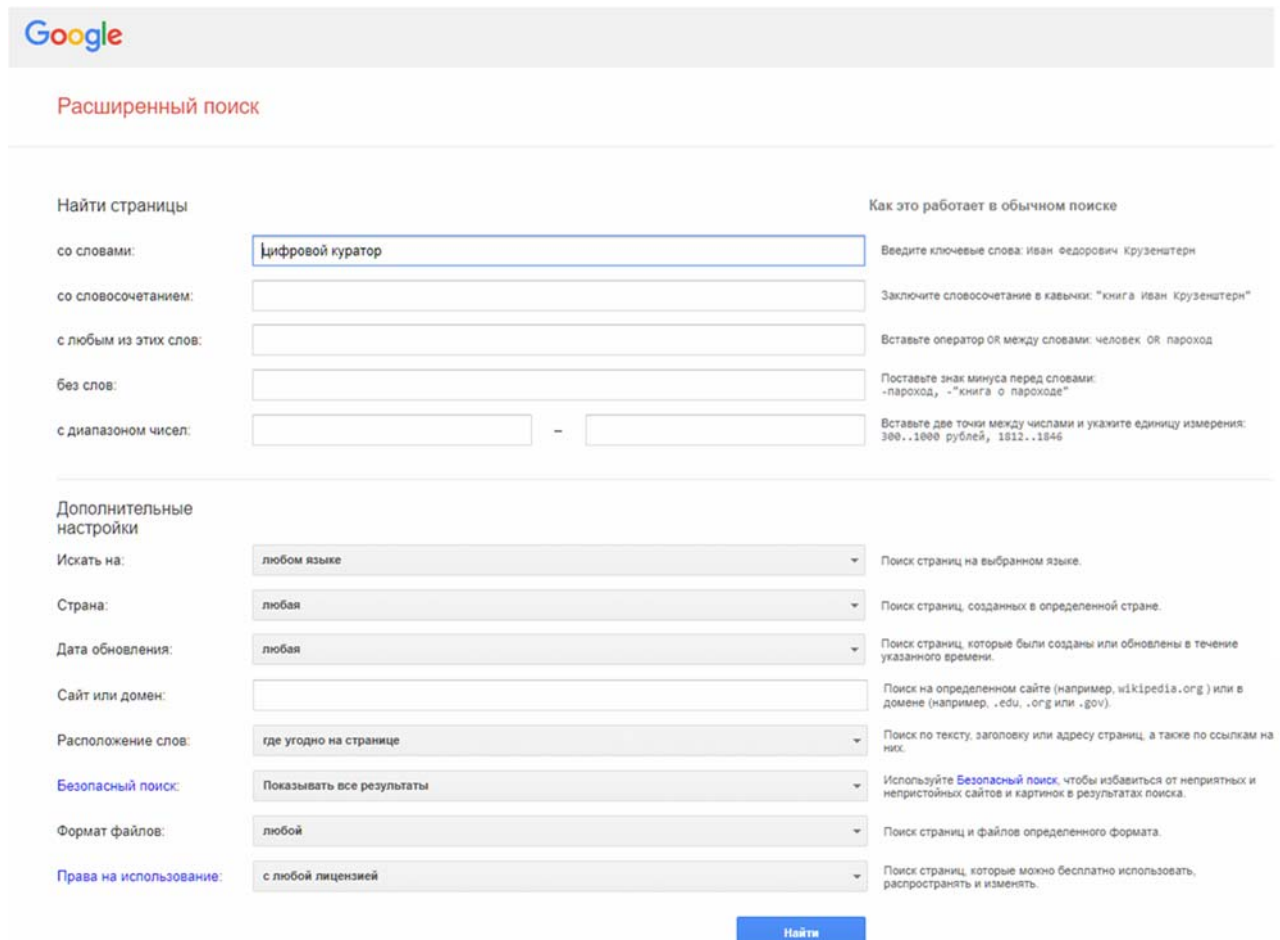 Google
Расширенный поиск
Найти страницы
Как это работает в обычном поиске
со словами:
цифровой куратор
Введите ключевые слова: Иван Федорович Крузенштерн
со словосочетанием:
Заключите словосочетание в кавычки: "книга Иван Крузенштерн"
с любым из этих слов:
Вставьте оператор OR между словами: человек OR пароход
без слов:
Поставьте знак минуса перед словами:
-пароход, -"книга о пароходе"
с диапазоном чисел:
–
Вставьте две точки между числами и укажите единицу измерения:
300..1000 рублей, 1812..1846
Дополнительные
настройки
Искать на:
любом языке
Поиск страниц на выбранном языке.
Страна:
любая
Поиск страниц, созданных в определенной стране.
Дата обновления:
любая
Поиск страниц, которые были созданы или обновлены в течение
указанного времени.
Сайт или домен:
Поиск на определенном сайте (например, wikipedia.org ) или в
домене (например, .edu, .org или .gov).
Расположение слов:
где угодно на странице
Поиск по тексту, заголовку или адресу страниц, а также по ссылкам на
них.
Безопасный поиск:
Показывать все результаты
Используйте Безопасный поиск, чтобы избавиться от неприятных и
непристойных сайтов и картинок в результатах поиска.
Формат файлов:
любой
Поиск страниц и файлов определенного формата.
Права на использование:
с любой лицензией
Поиск страниц, которые можно бесплатно использовать,
распространять и изменять.
Найти